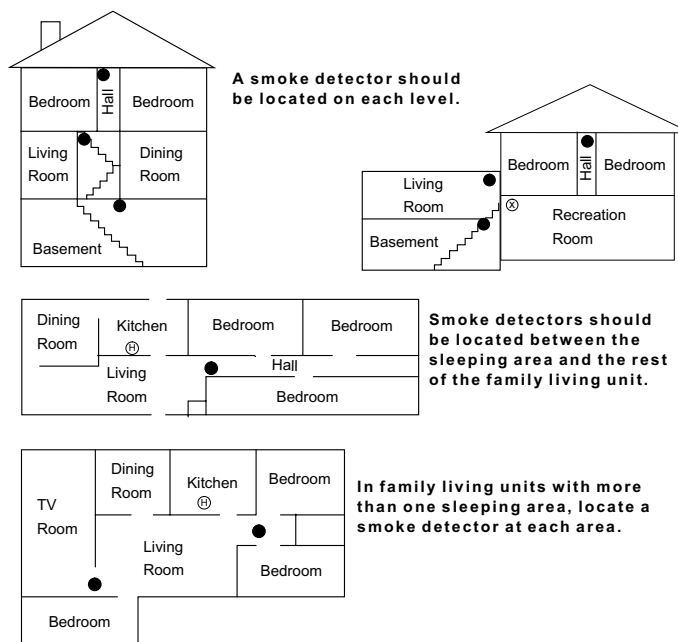 A smoke detector should
be located on each level.
Bedroom
Hall
Bedroom
Living
Room
Dining
Room
Basement
Bedroom
Hall
Bedroom
Living
Room
X
Recreation
Room
Basement
Dining
Room
Kitchen
H
Bedroom
Bedroom
Living
Room
Hall
Bedroom
Smoke detectors should
be located between the
sleeping area and the rest
of the family living unit.
TV
Room
Dining
Room
Kitchen
H
Bedroom
Living
Room
Bedroom
Bedroom
In family living units with more
than one sleeping area, locate a
smoke detector at each area.